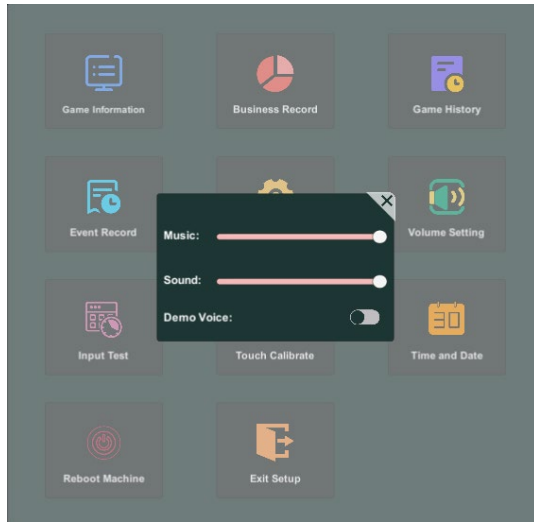 Game Information
Business Record
Game History
Event Record
Volume Setting
Music:
Sound:
Demo Voice:
Input Test
Touch Calibrate
Time and Date
30
Reboot Machine
Exit Setup